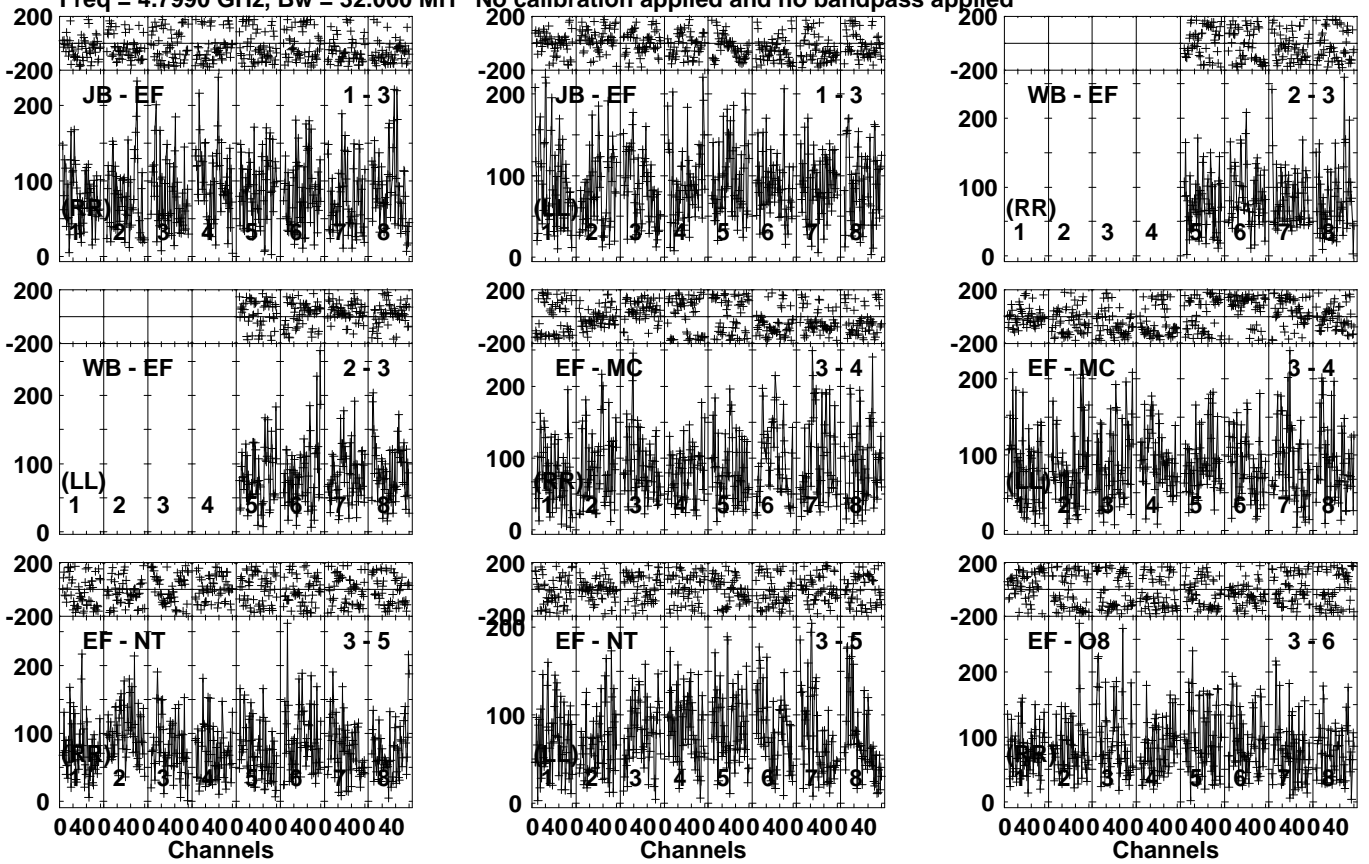 Freq = 4.7990 GHz, Bw = 32.000 MH No calibration applied and no bandpass applied
200 200 200
-200 -200 -200
JB - EF 1 - 3 JB - EF 1 - 3 WB - EF 2 - 3
200 200 200
100 100 100
(RR) (LL) (RR)
1 2 3 4 5 6 7 8 1 2 3 4 5 6 7 8 1 2 3 4 5 6 7 8
0 0 0
200 200 200
-200 -200 -200
WB - EF 2 - 3 EF - MC 3 - 4 EF - MC 3 - 4
200 200 200
100 100 100
(LL) (RR) (LL)
1 2 3 4 5 6 7 8 1 2 3 4 5 6 7 8 1 2 3 4 5 6 7 8
0 0 0
200 200 200
-200 -200 -200
200
EF - NT 3 - 5 EF - NT 3 - 5 EF - O8 3 - 6
200 200
100 100 100
(RR) (LL) (RR)
1 2 3 4 5 6 7 8 1 2 3 4 5 6 7 8 1 2 3 4 5 6 7 8
0 0 0
0 40 0 40 0 40 0 40 0 40 0 40 0 40 0 40 0 40 0 40 0 40 0 40 0 40 0 40 0 40 0 40 0 40 0 40 0 40 0 40 0 40 0 40 0 40 0 40
Channels Channels Channels